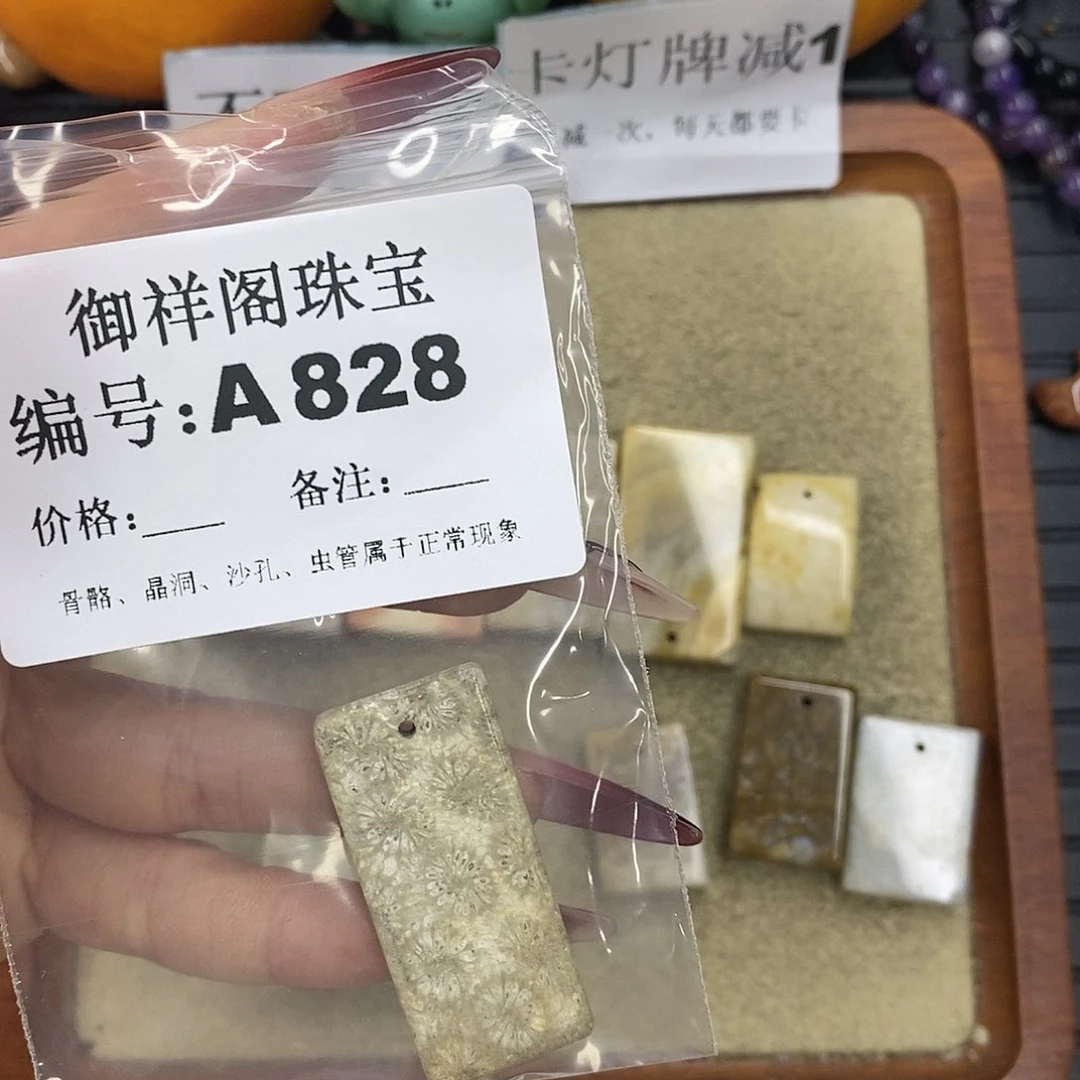 卡灯牌减1
减一次,每天都要卡
御祥阁珠宝
编号:A828
价格:___ 备注:___
骨骼、晶洞、沙孔、虫管属于正常现象